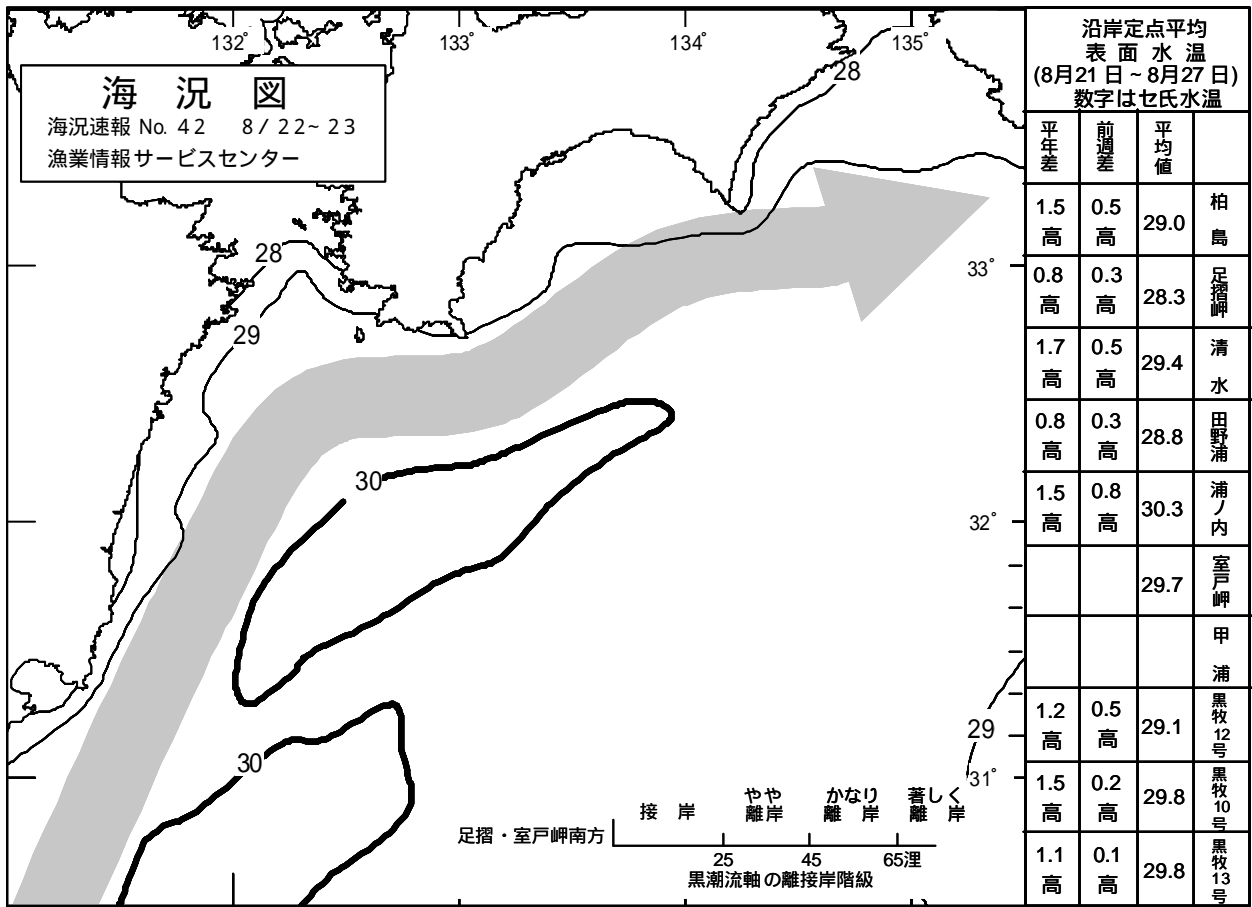 海 況 図
海況速報 No. 42 8/22~23
漁業情報サービスセンター
132°
133°
134°
135°
28
28
29
33°
30
32°
29
30
31°
接 岸
やや
離岸
かなり
離 岸
著しく
離 岸
足摺・室戸岬南方
25 45 65浬
黒潮流軸の離接岸階級
沿岸定点平均
表 面 水 温
(8月21日~8月27日)
数字はセ氏水温
平年差 前週差 平均値
1.5高 0.5高 29.0 柏島
0.8高 0.3高 28.3 足摺岬
1.7高 0.5高 29.4 清水
0.8高 0.3高 28.8 田野浦
1.5高 0.8高 30.3 浦ノ内
29.7 室戸岬
甲浦
1.2高 0.5高 29.1 黒牧12号
1.5高 0.2高 29.8 黒牧10号
1.1高 0.1高 29.8 黒牧13号